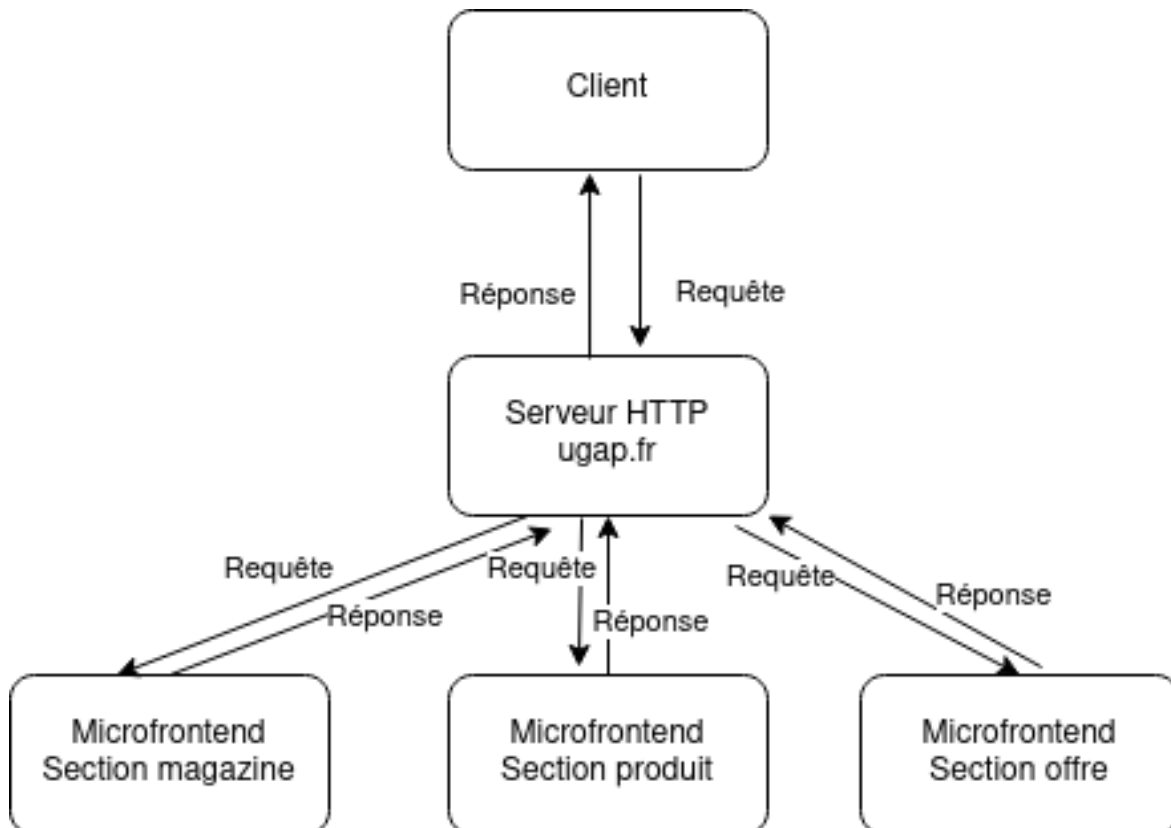 Client
Réponse
Requête
Serveur HTTP
ugap.fr
Requête
Réponse
Requête
Réponse
Requête
Réponse
Microfrontend
Section magazine
Microfrontend
Section produit
Microfrontend
Section offre